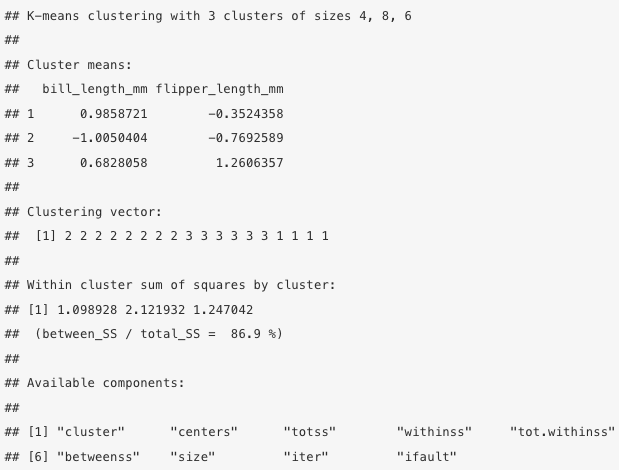 ## K-means clustering with 3 clusters of sizes 4, 8, 6
##
## Cluster means:
##   bill_length_mm flipper_length_mm
## 1      0.9858721        -0.3524358
## 2     -1.0050404        -0.7692589
## 3      0.6828058         1.2606357
##
## Clustering vector:
##  [1] 2 2 2 2 2 2 2 2 3 3 3 3 3 3 1 1 1 1
##
## Within cluster sum of squares by cluster:
## [1] 1.098928 2.121932 1.247042
##  (between_SS / total_SS =  86.9 %)
##
## Available components:
##
## [1] "cluster"      "centers"      "totss"        "withinss"     "tot.withinss"
## [6] "betweenss"    "size"         "iter"         "ifault"